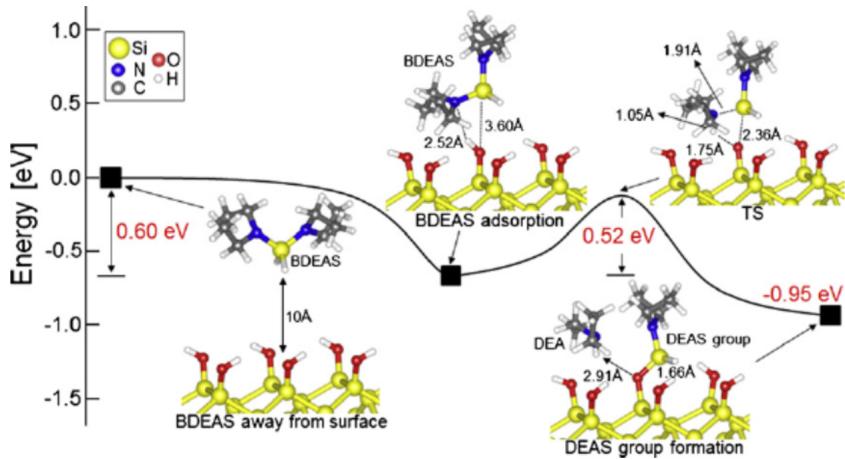 Energy [eV]
1.0
0.5
0.0
-0.5
-1.0
-1.5
Si
N
O
C
H
0.60 eV
BDEAS
10Å
BDEAS away from surface
BDEAS
2.52Å
3.60Å
BDEAS adsorption
1.91Å
1.05Å
1.75Å
2.36Å
TS
0.52 eV
-0.95 eV
DEA
DEAS group
2.91Å
1.66Å
DEAS group formation